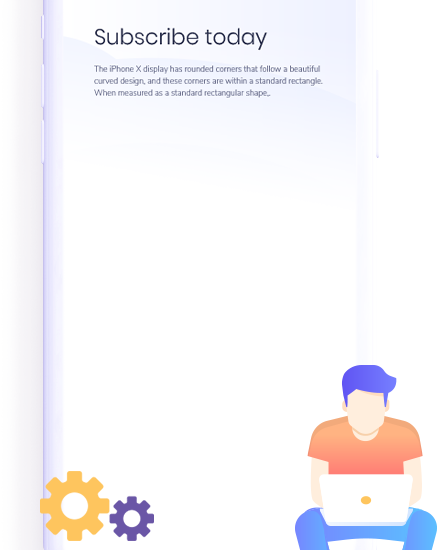 Subscribe today
The iPhone X display has rounded corners that follow a beautiful
curved design, and these corners are within a standard rectangle.
When measured as a standard rectangular shape,.